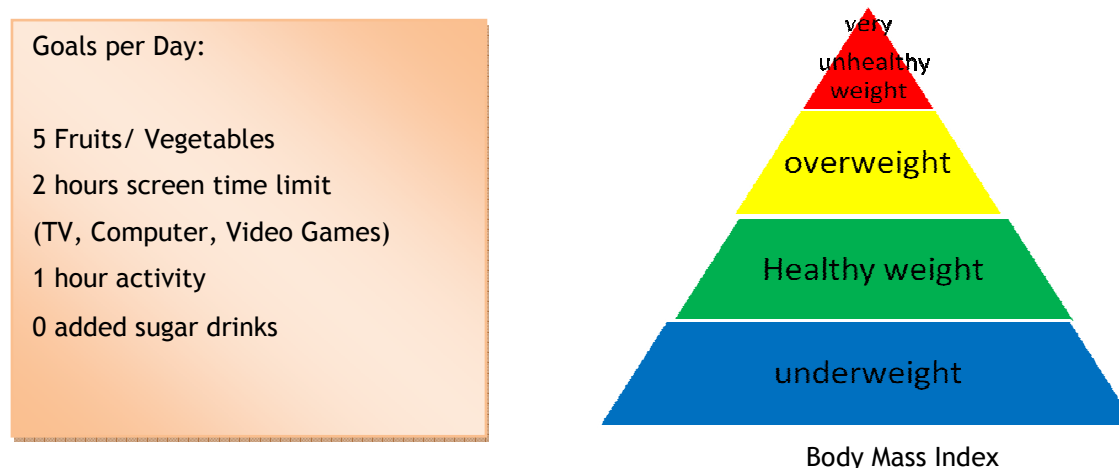 Goals per Day:
5 Fruits/ Vegetables
2 hours screen time limit
(TV, Computer, Video Games)
1 hour activity
0 added sugar drinks
very
unhealthy
weight
overweight
Healthy weight
underweight
Body Mass Index